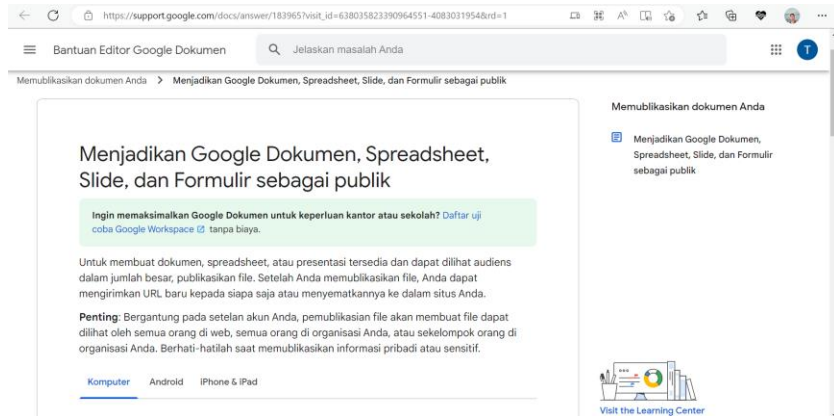 https://support.google.com/docs/answer/183965?visit_id=638035823390964551-4083031954&rd=1
Bantuan Editor Google Dokumen
Jelaskan masalah Anda
T
Memublikasikan dokumen Anda > Menjadikan Google Dokumen, Spreadsheet, Slide, dan Formulir sebagai publik
Menjadikan Google Dokumen, Spreadsheet,
Slide, dan Formulir sebagai publik
Ingin memaksimalkan Google Dokumen untuk keperluan kantor atau sekolah? Daftar uji
coba Google Workspace tanpa biaya.
Untuk membuat dokumen, spreadsheet, atau presentasi tersedia dan dapat dilihat audiens
dalam jumlah besar, publikasikan file. Setelah Anda memublikasikan file, Anda dapat
mengirimkan URL baru kepada siapa saja atau menyematkannya ke dalam situs Anda.
Penting: Bergantung pada setelan akun Anda, pemublikasian file akan membuat file dapat
dilihat oleh semua orang di web, semua orang di organisasi Anda, atau sekelompok orang di
organisasi Anda. Berhati-hatilah saat memublikasikan informasi pribadi atau sensitif.
Komputer Android iPhone & iPad
Memublikasikan dokumen Anda
Menjadikan Google Dokumen,
Spreadsheet, Slide, dan Formulir
sebagai publik
Visit the Learning Center